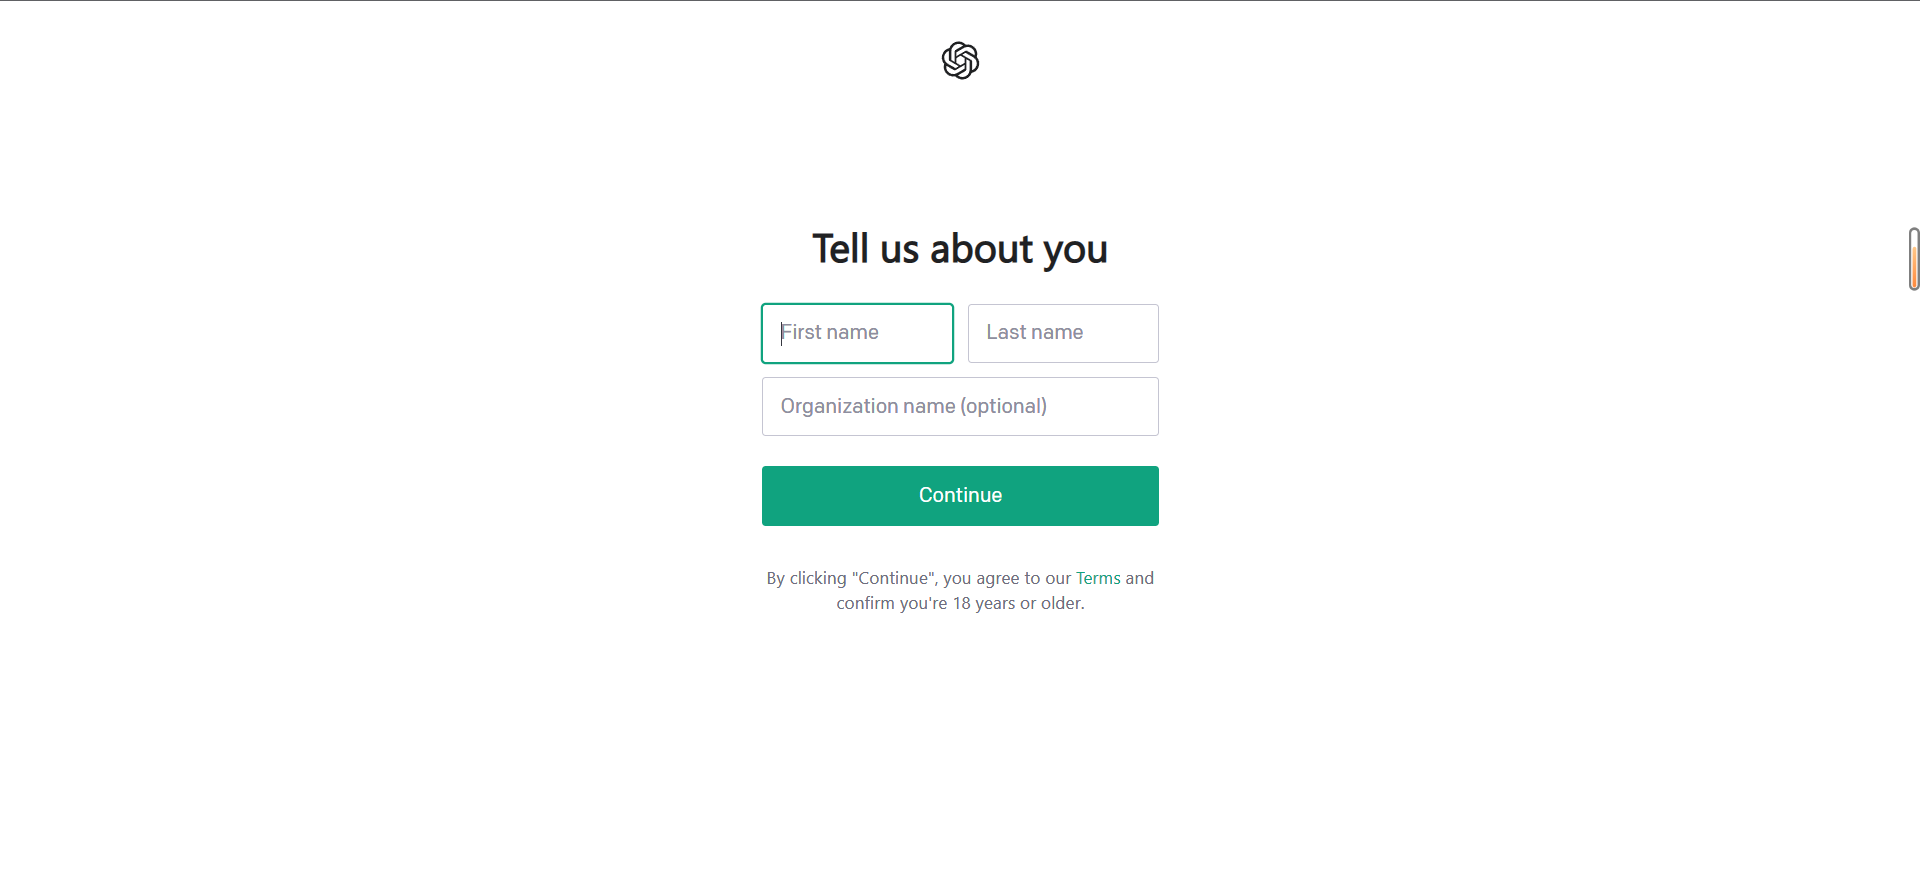 Tell us about you
First name
Last name
Organization name (optional)
Continue
By clicking "Continue", you agree to our Terms and
confirm you're 18 years or older.